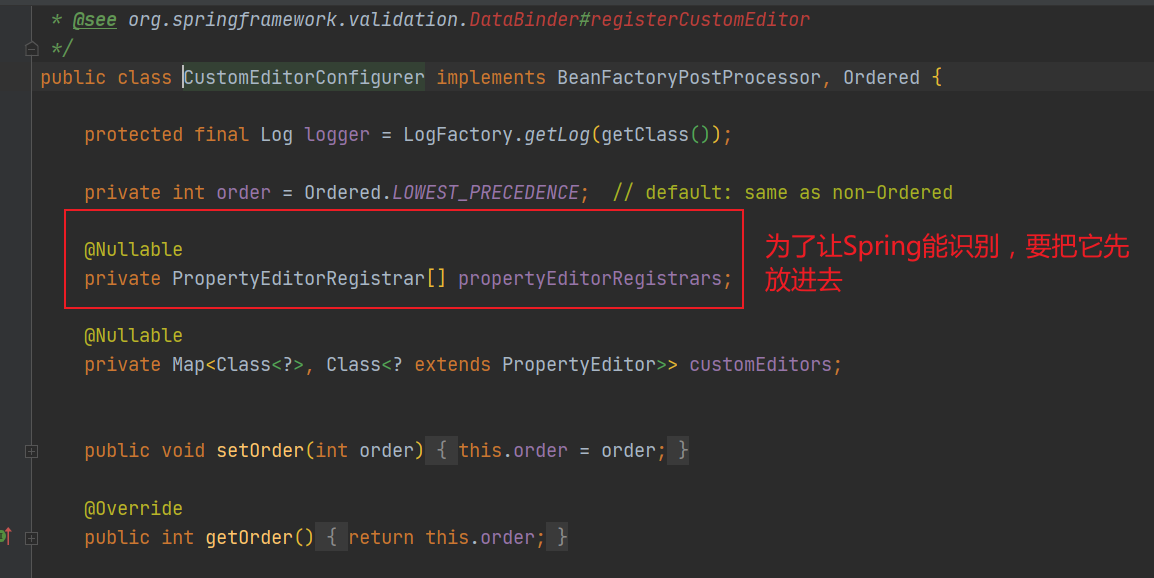 * @see org.springframework.validation.DataBinder#registerCustomEditor
*/
public class CustomEditorConfigurer implements BeanFactoryPostProcessor, Ordered {
protected final Log logger = LogFactory.getLog(getClass());
private int order = Ordered.LOWEST_PRECEDENCE;  // default: same as non-Ordered
@Nullable
private PropertyEditorRegistrar[] propertyEditorRegistrars;
为了让Spring能识别，要把它先
放进去
@Nullable
private Map<Class<?>, Class<? extends PropertyEditor>> customEditors;
public void setOrder(int order) { this.order = order; }
@Override
public int getOrder() { return this.order; }